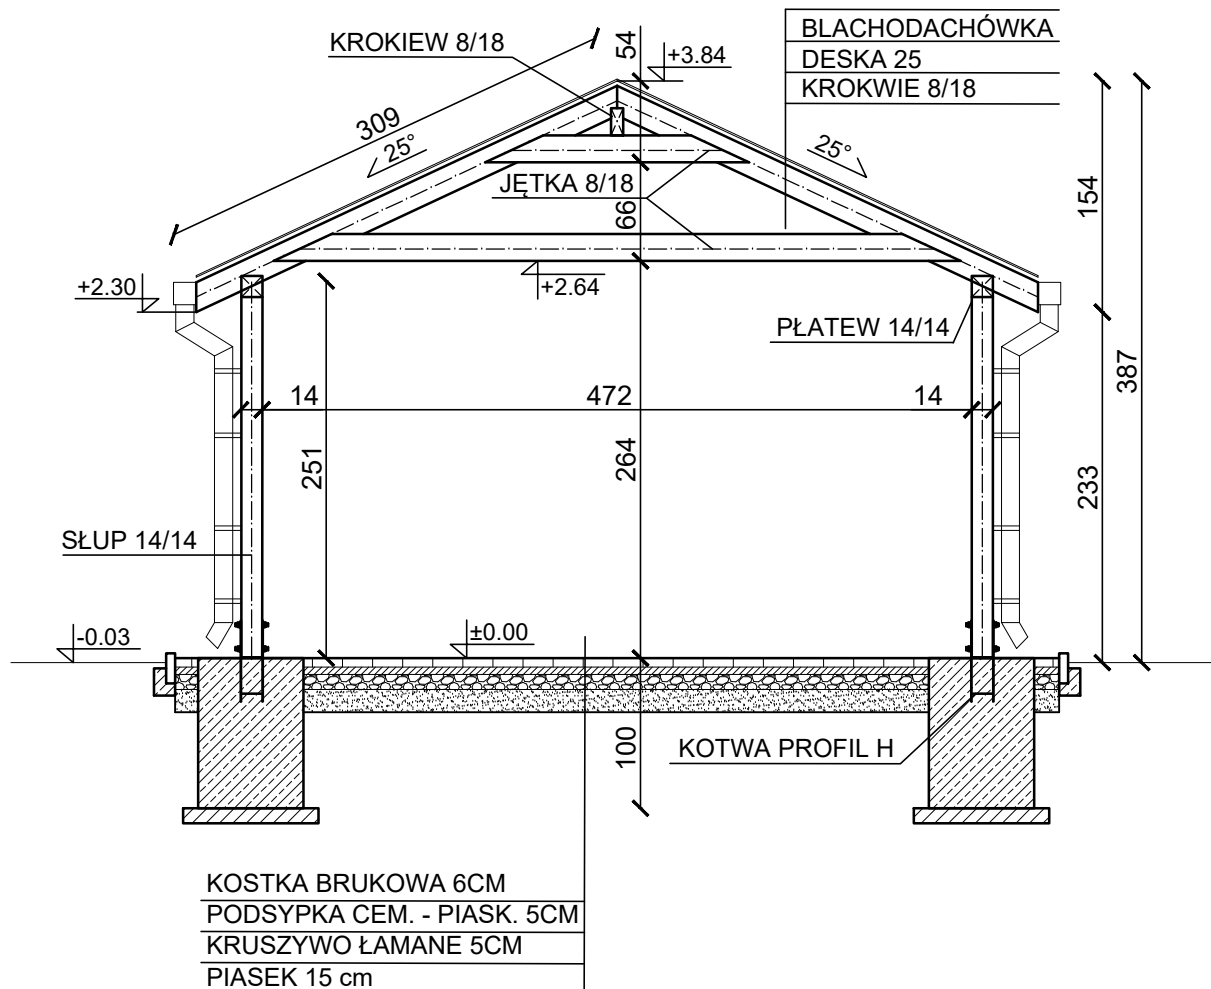 KROKIEW 8/18
54
+3.84
BLACHODACHÓWKA
DESKA 25
KROKWIE 8/18
309
25°
25°
JĘTKA 8/18
66
154
+2.30
+2.64
PŁATEW 14/14
387
14
472
14
251
264
233
SŁUP 14/14
-0.03
±0.00
100
KOTWA PROFIL H
KOSTKA BRUKOWA 6CM
PODSYPKA CEM. - PIASK. 5CM
KRUSZYWO ŁAMANE 5CM
PIASEK 15 cm